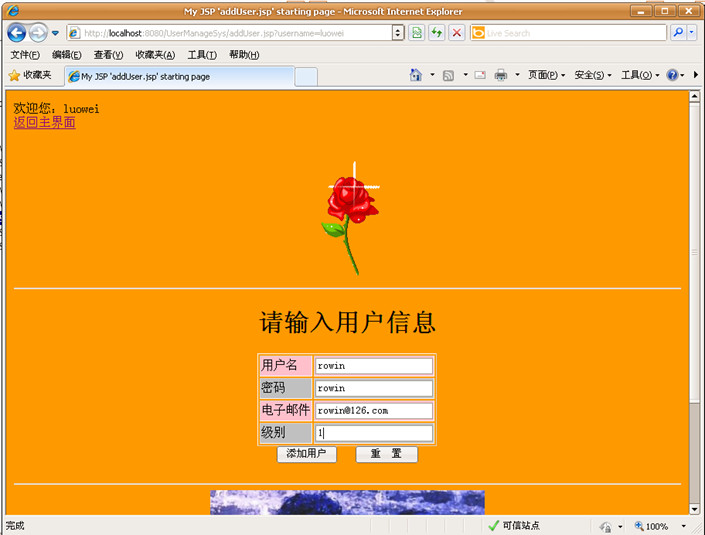 My JSP 'addUser.jsp' starting page - Microsoft Internet Explorer
http://localhost:8080/UserManageSys/addUser.jsp?username=luowei
Live Search
文件(F) 编辑(E) 查看(V) 收藏夹(A) 工具(T) 帮助(H)
收藏夹 My JSP 'addUser.jsp' starting page 页面(P) 安全(S) 工具(O)
欢迎您：luowei
返回主界面
请输入用户信息
用户名 rowin
密码 rowin
电子邮件 rowin@126.com
级别 1
添加用户 重 置
完成 可信站点 100%